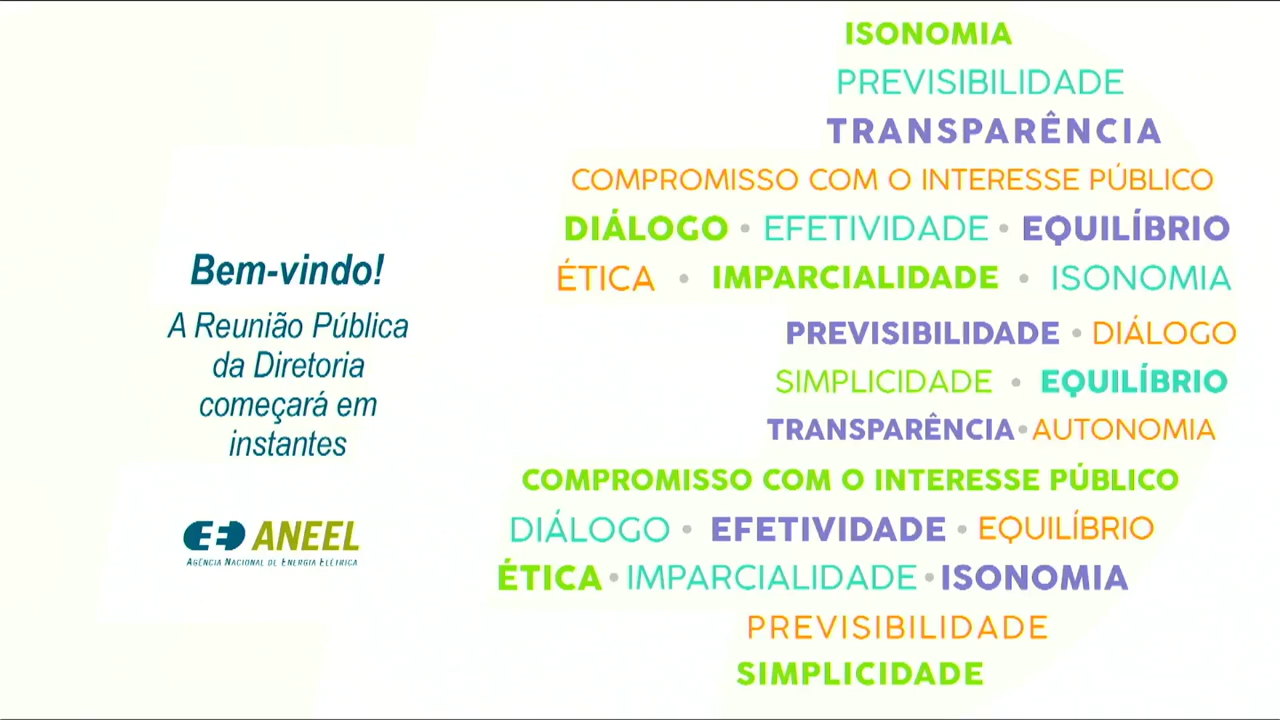 Bem-vindo!
A Reunião Pública
da Diretoria
começará em
instantes
ANEEL
AGÊNCIA NACIONAL DE ENERGIA ELÉTRICA
ISONOMIA
PREVISIBILIDADE
TRANSPARÊNCIA
COMPROMISSO COM O INTERESSE PÚBLICO
DIÁLOGO • EFETIVIDADE • EQUILÍBRIO
ÉTICA • IMPARCIALIDADE • ISONOMIA
PREVISIBILIDADE • DIÁLOGO
SIMPLICIDADE • EQUILÍBRIO
TRANSPARÊNCIA • AUTONOMIA
COMPROMISSO COM O INTERESSE PÚBLICO
DIÁLOGO • EFETIVIDADE • EQUILÍBRIO
ÉTICA • IMPARCIALIDADE • ISONOMIA
PREVISIBILIDADE
SIMPLICIDADE